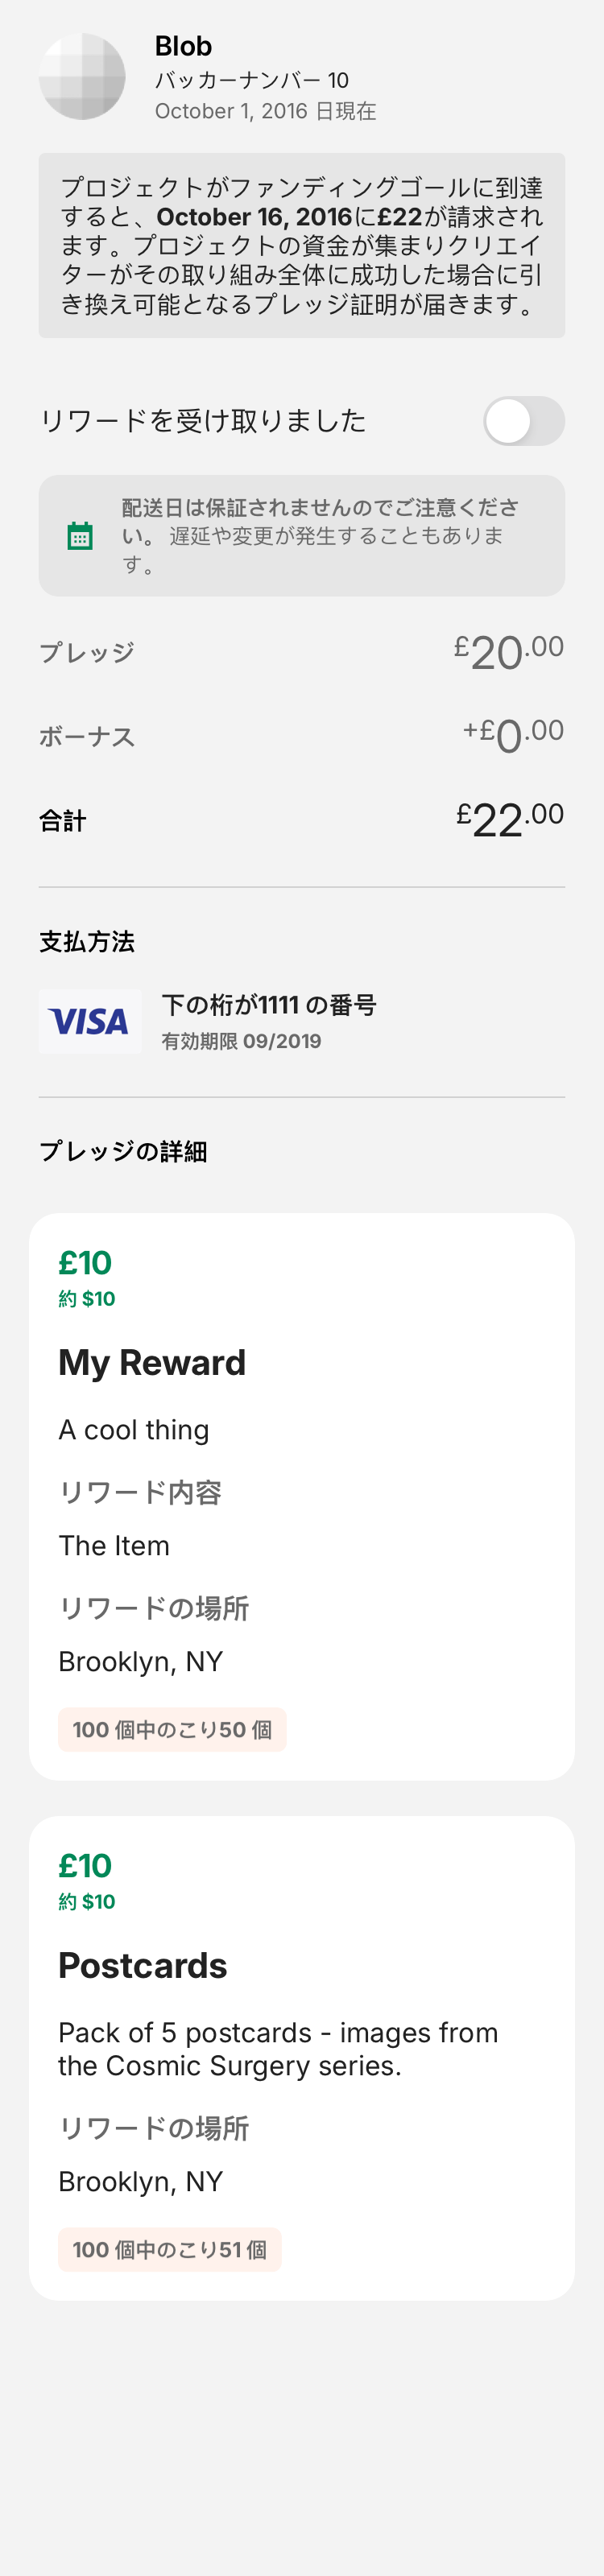 Blob
バッカーナンバー 10
October 1, 2016 日現在
プロジェクトがファンディングゴールに到達
すると、October 16, 2016に£22が請求され
ます。プロジェクトの資金が集まりクリエイ
ターがその取り組み全体に成功した場合に引
き換え可能となるプレッジ証明が届きます。
リワードを受け取りました
配送日は保証されませんのでご注意くださ
い。 遅延や変更が発生することもありま
す。
プレッジ £20.00
ボーナス +£0.00
合計 £22.00
支払方法
VISA
下の桁が1111 の番号
有効期限 09/2019
プレッジの詳細
£10
約 $10
My Reward
A cool thing
リワード内容
The Item
リワードの場所
Brooklyn, NY
100 個中のこり50 個
£10
約 $10
Postcards
Pack of 5 postcards - images from
the Cosmic Surgery series.
リワードの場所
Brooklyn, NY
100 個中のこり51 個